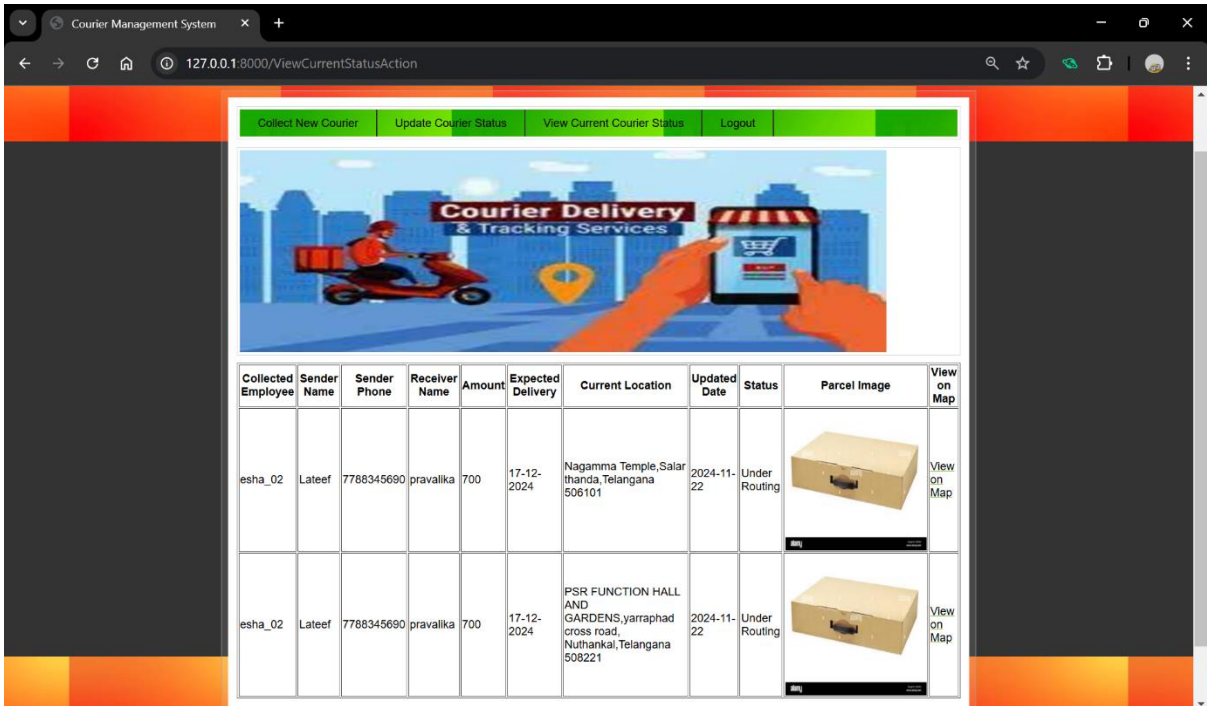 Courier Management System
127.0.0.1:8000/ViewCurrentStatusAction
Collect New Courier Update Courier Status View Current Courier Status Logout
Courier Delivery
& Tracking Services
Collected Employee Sender Name Sender Phone Receiver Name Amount Expected Delivery Current Location Updated Date Status Parcel Image View on Map
esha_02 Lateef 7788345690 pravalika 700 17-12-2024 Nagamma Temple,Salar thanda,Telangana 506101 2024-11-22 Under Routing View on Map
alamy
esha_02 Lateef 7788345690 pravalika 700 17-12-2024 PSR FUNCTION HALL AND GARDENS,yarraphad cross road, Nuthankal,Telangana 508221 2024-11-22 Under Routing View on Map
alamy